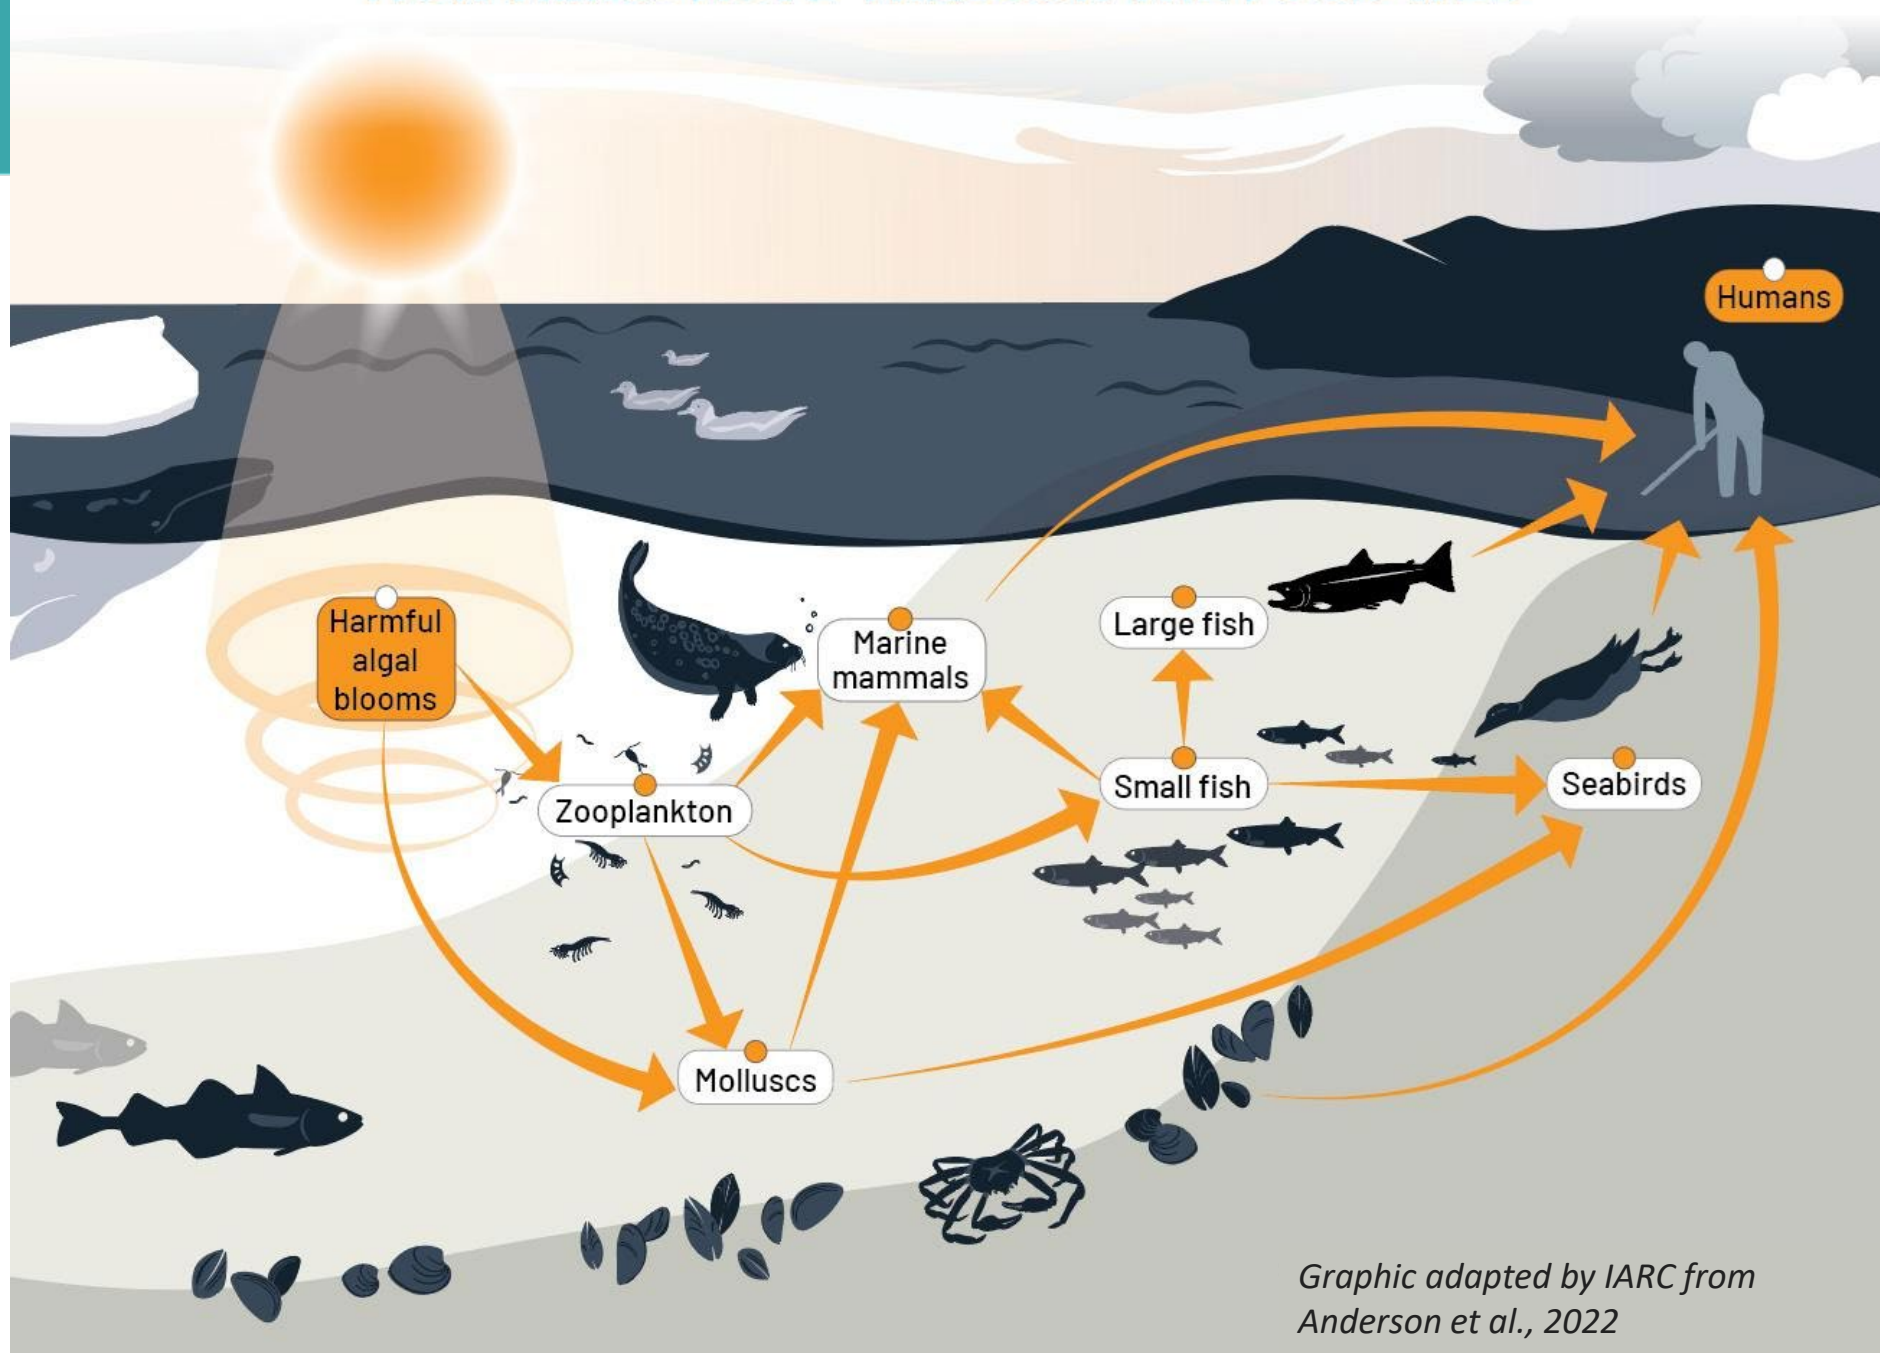 Humans
Harmful
algal
blooms
Marine
mammals
Large fish
Zooplankton
Small fish
Seabirds
Molluscs
Graphic adapted by IARC from
Anderson et al., 2022